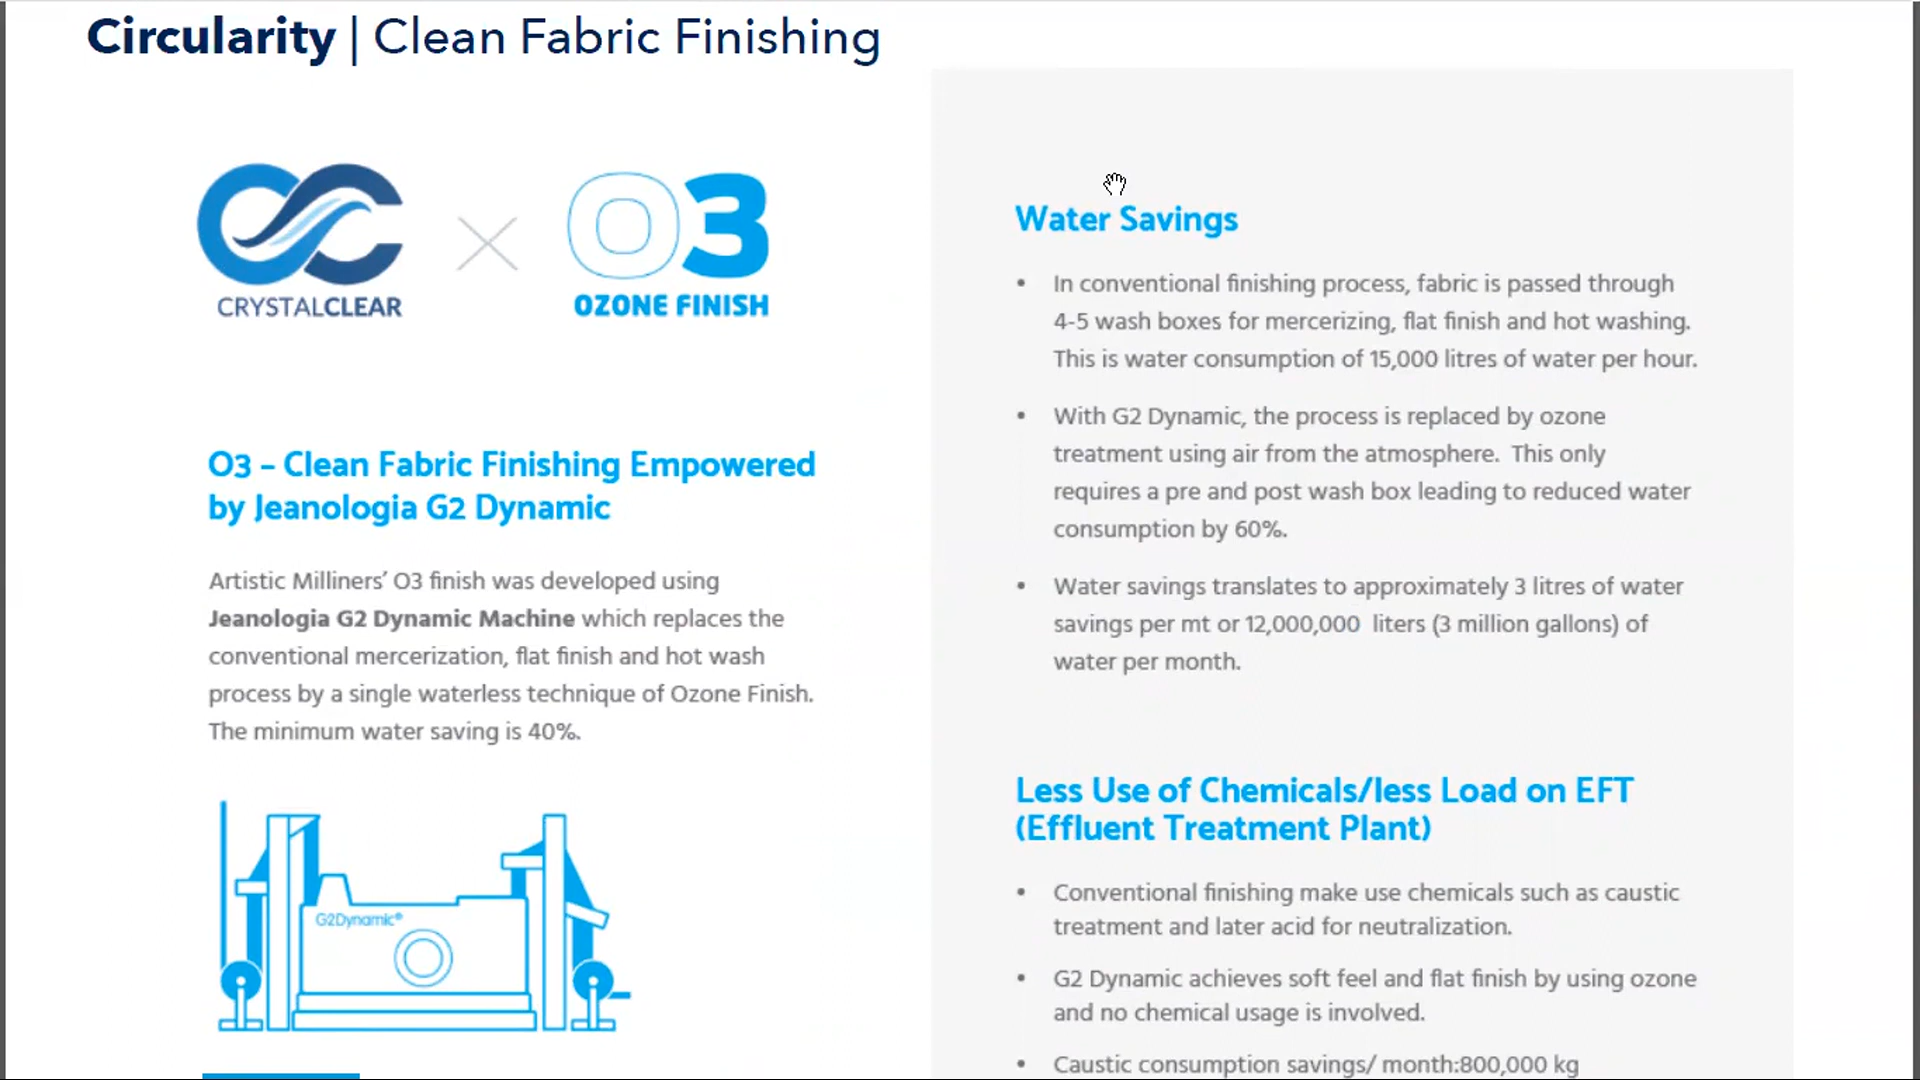 Circularity | Clean Fabric Finishing
CRYSTALCLEAR
O3
OZONE FINISH
O3 – Clean Fabric Finishing Empowered
by Jeanologia G2 Dynamic
Artistic Milliners’ O3 finish was developed using
Jeanologia G2 Dynamic Machine which replaces the
conventional mercerization, flat finish and hot wash
process by a single waterless technique of Ozone Finish.
The minimum water saving is 40%.
G2Dynamic®
Water Savings
• In conventional finishing process, fabric is passed through
4-5 wash boxes for mercerizing, flat finish and hot washing.
This is water consumption of 15,000 litres of water per hour.
• With G2 Dynamic, the process is replaced by ozone
treatment using air from the atmosphere. This only
requires a pre and post wash box leading to reduced water
consumption by 60%.
• Water savings translates to approximately 3 litres of water
savings per mt or 12,000,000 liters (3 million gallons) of
water per month.
Less Use of Chemicals/less Load on EFT
(Effluent Treatment Plant)
• Conventional finishing make use chemicals such as caustic
treatment and later acid for neutralization.
• G2 Dynamic achieves soft feel and flat finish by using ozone
and no chemical usage is involved.
• Caustic consumption savings/ month:800,000 kg